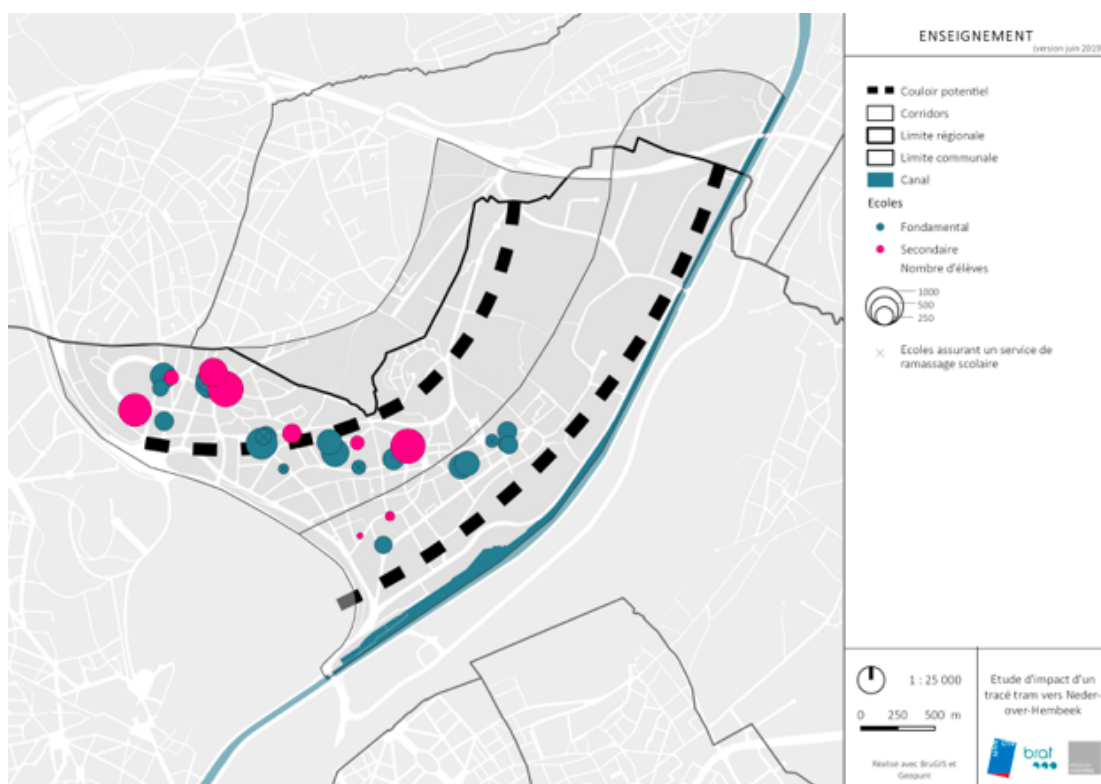 ENSEIGNEMENT
(version juin 2019
Couloir potentiel
Corridors
Limite régionale
Limite communale
Canal
Ecoles
Fondamental
Secondaire
Nombre d'élèves
1000
500
250
Ecoles assurant un service de
ramassage scolaire
1 : 25 000
0 250 500 m
Réalisé avec BruGIS et
Geopunt
Etude d'impact d'un
tracé tram vers Neder-
over-Hembeek
brat